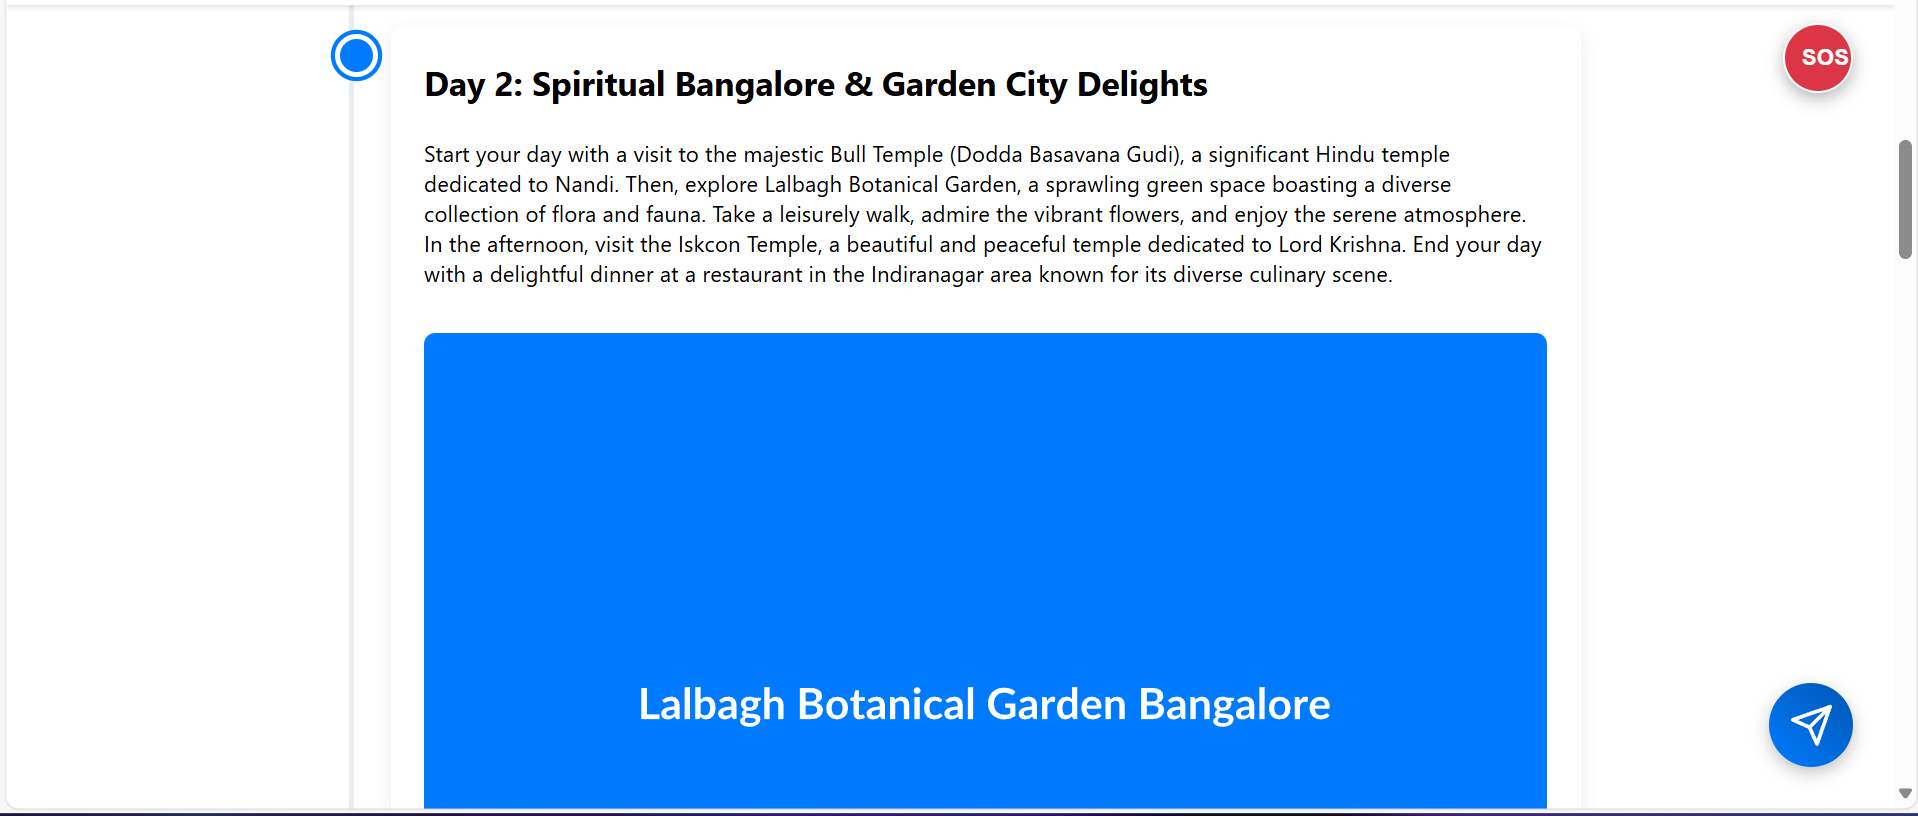 SOS
Day 2: Spiritual Bangalore & Garden City Delights
Start your day with a visit to the majestic Bull Temple (Dodda Basavana Gudi), a significant Hindu temple
dedicated to Nandi. Then, explore Lalbagh Botanical Garden, a sprawling green space boasting a diverse
collection of flora and fauna. Take a leisurely walk, admire the vibrant flowers, and enjoy the serene atmosphere.
In the afternoon, visit the Iskcon Temple, a beautiful and peaceful temple dedicated to Lord Krishna. End your day
with a delightful dinner at a restaurant in the Indiranagar area known for its diverse culinary scene.
Lalbagh Botanical Garden Bangalore